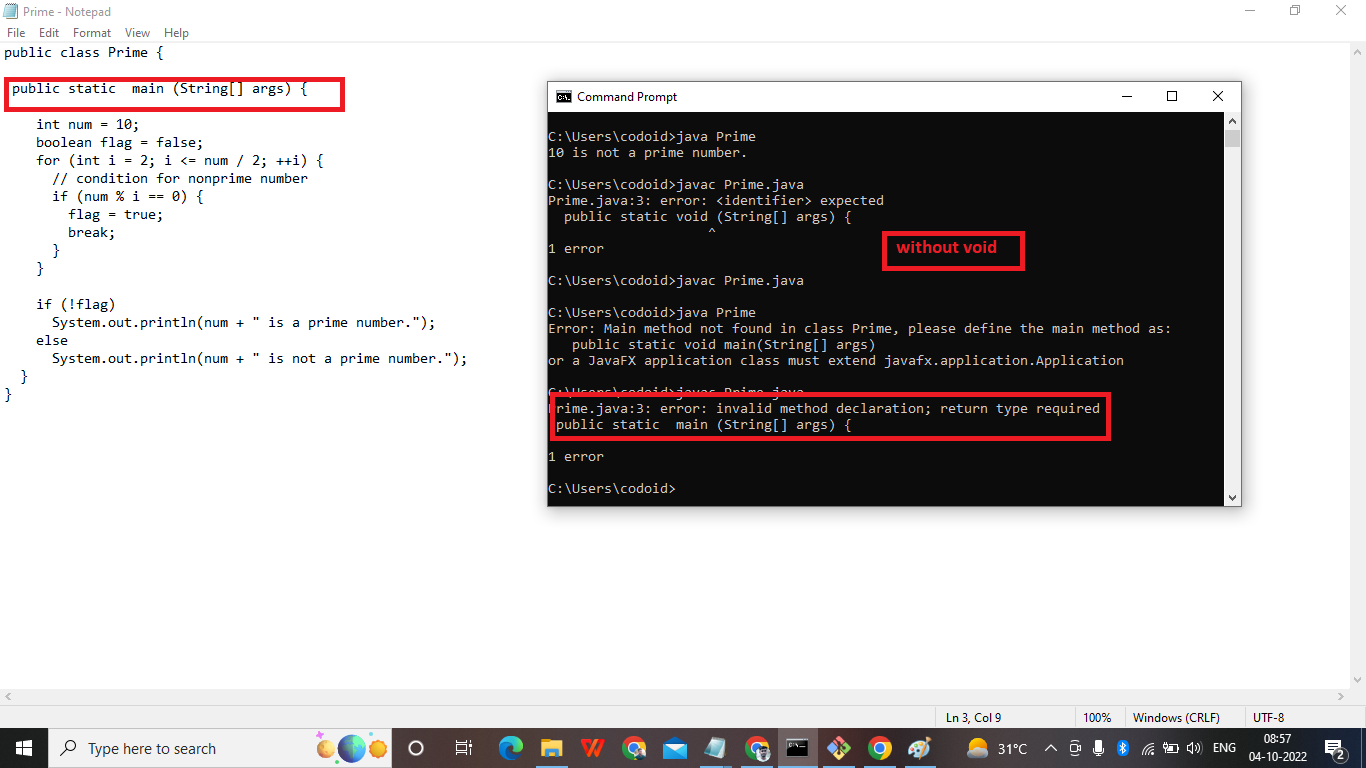 Prime - Notepad
File Edit Format View Help
public class Prime {
public static  main (String[] args) {
int num = 10;
boolean flag = false;
for (int i = 2; i <= num / 2; ++i) {
// condition for nonprime number
if (num % i == 0) {
flag = true;
break;
}
}
if (!flag)
System.out.println(num + " is a prime number.");
else
System.out.println(num + " is not a prime number.");
}
}
Command Prompt
C:\Users\codoid>java Prime
10 is not a prime number.
C:\Users\codoid>javac Prime.java
Prime.java:3: error: <identifier> expected
public static void (String[] args) {
^
1 error
without void
C:\Users\codoid>javac Prime.java
C:\Users\codoid>java Prime
Error: Main method not found in class Prime, please define the main method as:
public static void main(String[] args)
or a JavaFX application class must extend javafx.application.Application
C:\Users\codoid>javac Prime.java
Prime.java:3: error: invalid method declaration; return type required
public static  main (String[] args) {
1 error
C:\Users\codoid>
Ln 3, Col 9 100% Windows (CRLF) UTF-8
Type here to search
31°C ENG
08:57
04-10-2022
2